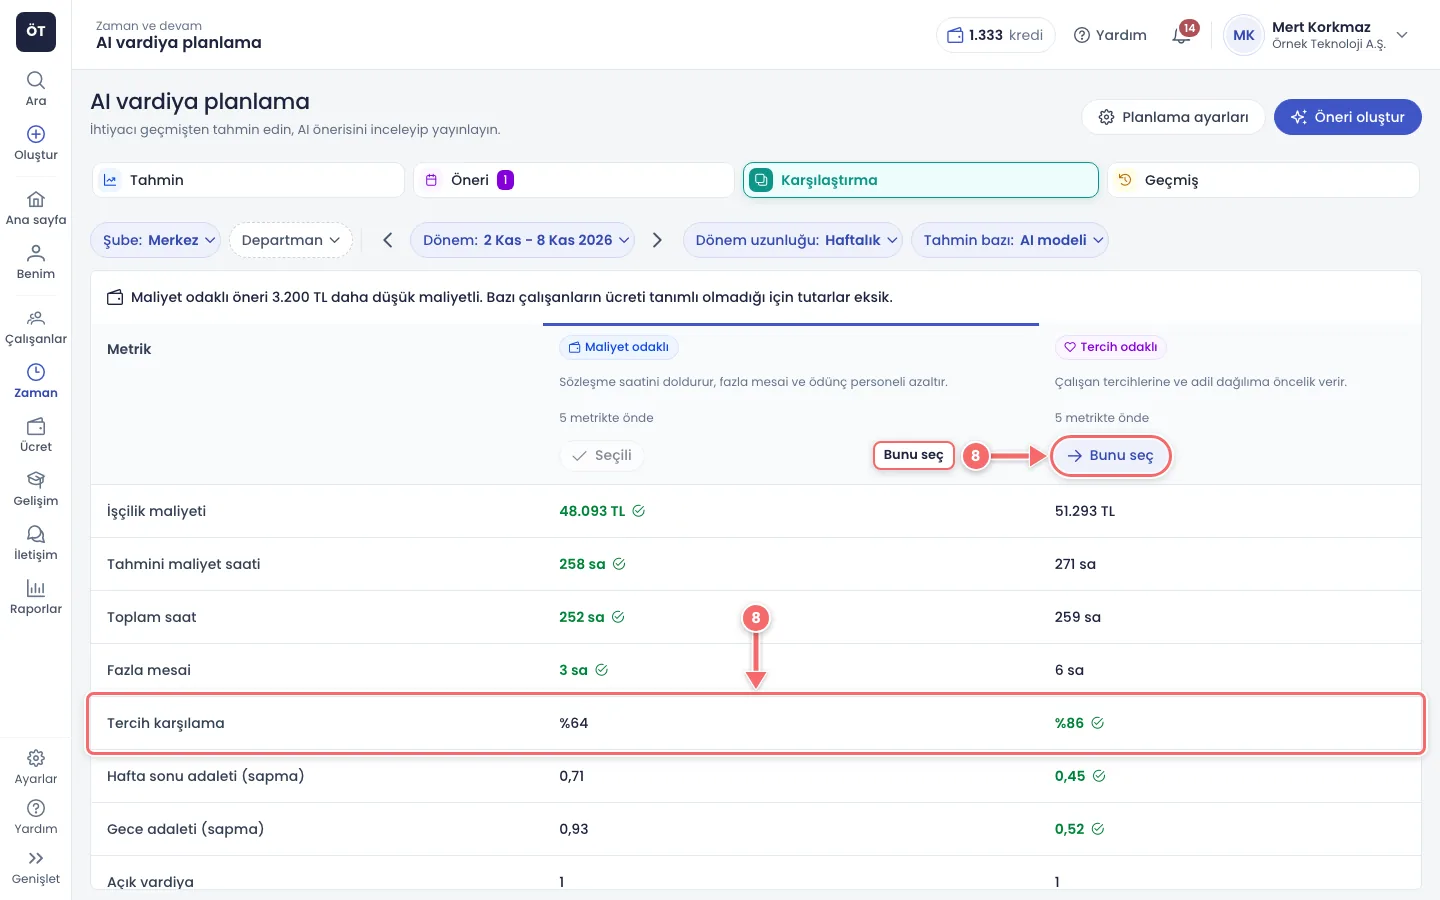 ÖT
Ara
Oluştur
Ana sayfa
Benim
Çalışanlar
Zaman
Ücret
Gelişim
İletişim
Raporlar
Ayarlar
Yardım
Genişlet
Zaman ve devam
AI vardiya planlama
1.333 kredi
Yardım
14
MK
Mert Korkmaz
Örnek Teknoloji A.Ş.
AI vardiya planlama
İhtiyacı geçmişten tahmin edin, AI önerisini inceleyip yayınlayın.
Planlama ayarları
Öneri oluştur
Tahmin
Öneri 1
Karşılaştırma
Geçmiş
Şube: Merkez
Departman
Dönem: 2 Kas - 8 Kas 2026
Dönem uzunluğu: Haftalık
Tahmin bazı: AI modeli
Maliyet odaklı öneri 3.200 TL daha düşük maliyetli. Bazı çalışanların ücreti tanımlı olmadığı için tutarlar eksik.
Metrik
Maliyet odaklı
Sözleşme saatini doldurur, fazla mesai ve ödünç personeli azaltır.
5 metrikte önde
Seçili
Tercih odaklı
Çalışan tercihlerine ve adil dağılıma öncelik verir.
5 metrikte önde
Bunu seç
8
Bunu seç
İşçilik maliyeti 48.093 TL 51.293 TL
Tahmini maliyet saati 258 sa 271 sa
Toplam saat 252 sa 259 sa
8
Fazla mesai 3 sa 6 sa
Tercih karşılama %64 %86
Hafta sonu adaleti (sapma) 0,71 0,45
Gece adaleti (sapma) 0,93 0,52
Açık vardiya 1 1